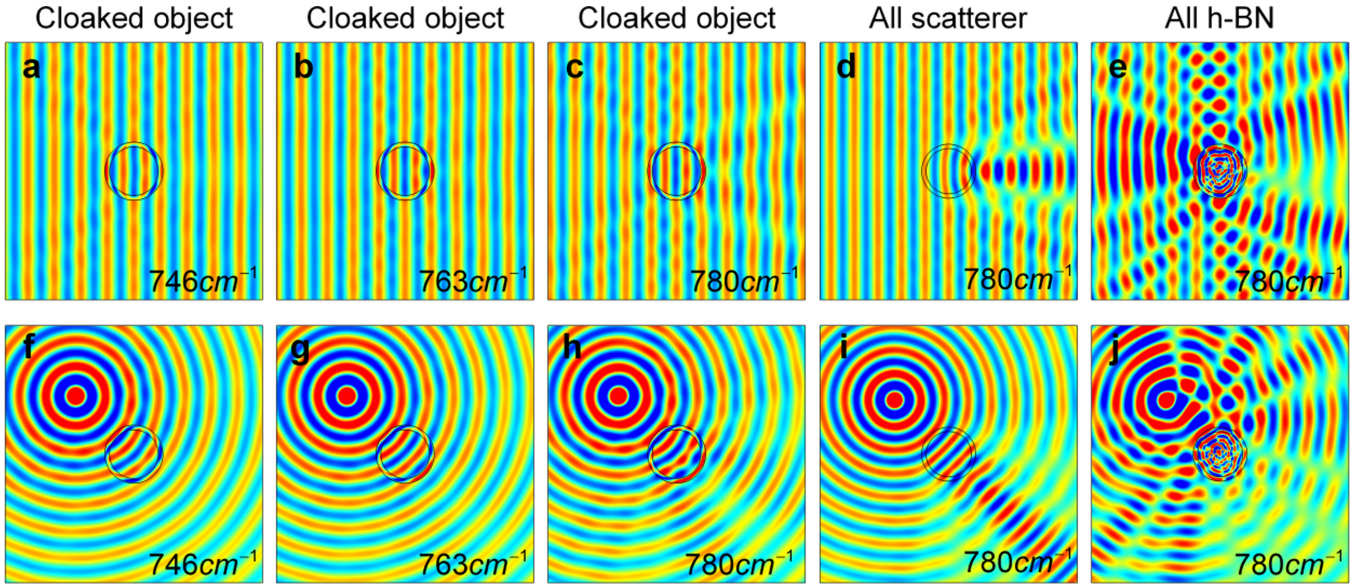 Cloaked object Cloaked object Cloaked object All scatterer All h-BN
a b c d e
746cm⁻¹ 763cm⁻¹ 780cm⁻¹ 780cm⁻¹ 780cm⁻¹
f g h i j
746cm⁻¹ 763cm⁻¹ 780cm⁻¹ 780cm⁻¹ 780cm⁻¹